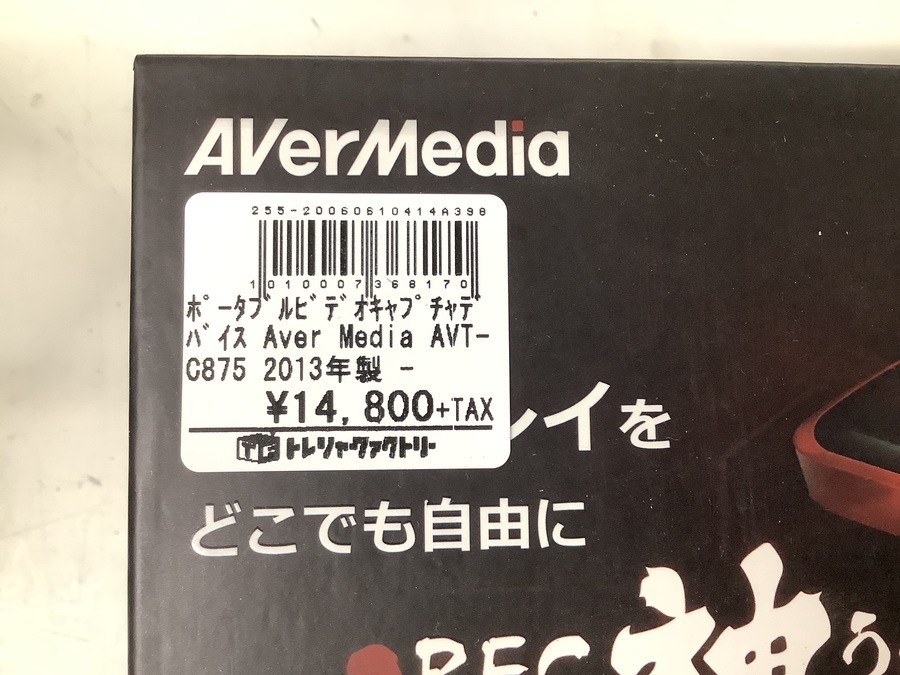 AVerMedia
255-20060610414A398
1010007368170
ポータブルビデオキャプチャデ
バイス Aver Media AVT-
C875 2013年製 -
¥14,800+TAX
トレジャーファクトリー
レイを
どこでも自由に
REC 神